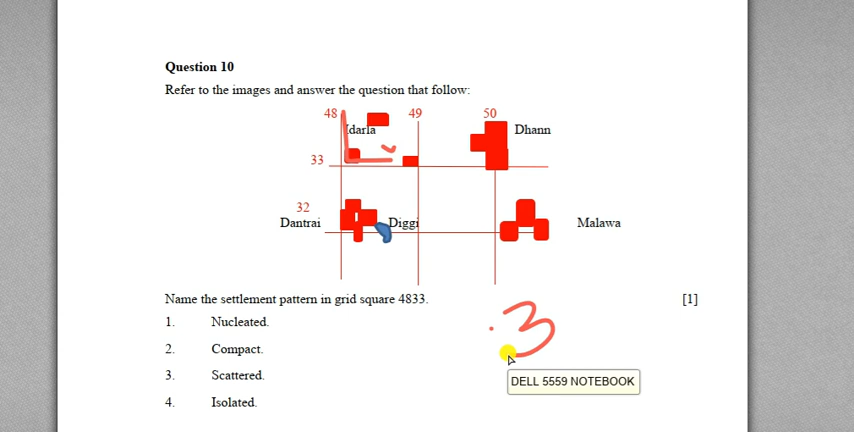 Question 10
Refer to the images and answer the question that follow:
48 49 50
Idarla Dhann
33
32
Dantrai Diggi Malawa
Name the settlement pattern in grid square 4833. [1]
1. Nucleated.
2. Compact.
3. Scattered.
4. Isolated.
3
DELL 5559 NOTEBOOK